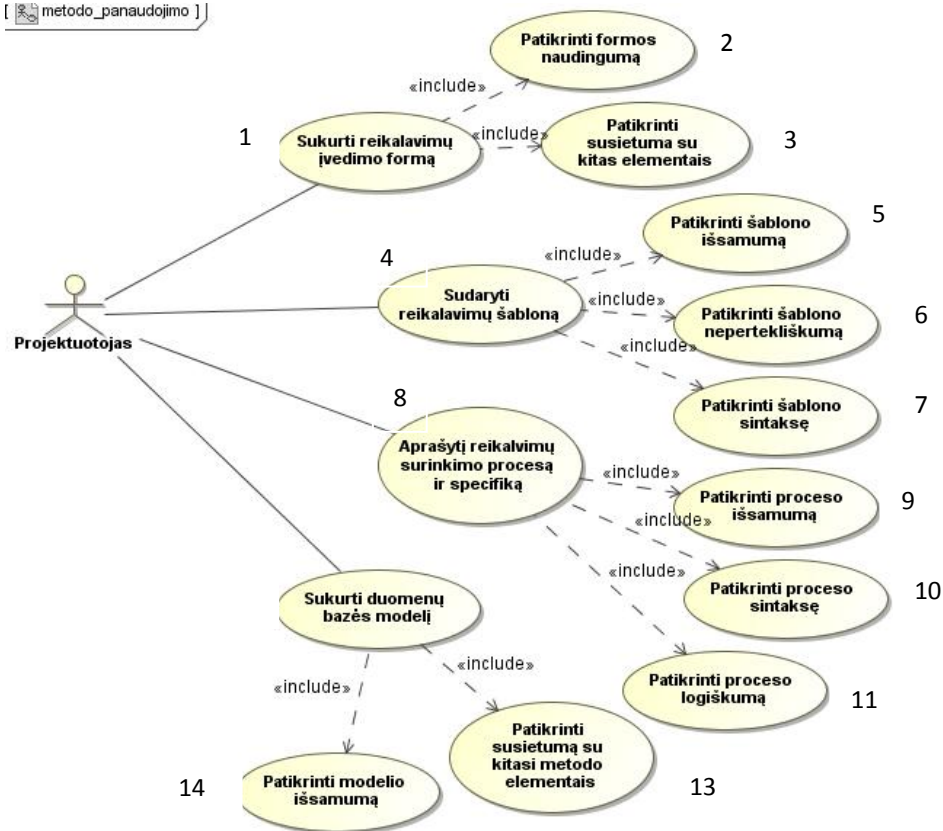 [ metodo_panaudojimo ]
Patikrinti formos
naudingumą
2
«include»
1
Sukurti reikalavimų
įvedimo formą
«include»
Patikrinti
susietuma su
kitas elementais
3
4
Sudaryti
reikalavimų šabloną
«include»
Patikrinti šablono
išsamumą
5
«include»
Patikrinti šablono
nepertekliškumą
6
«include»
Patikrinti šablono
sintaksę
7
Projektuotojas
8
Aprašytį reikalvimų
surinkimo procesą
ir specifiką
«include»
Patikrinti proceso
išsamumą
9
«include»
Patikrinti proceso
sintaksę
10
«include»
Patikrinti proceso
logiškumą
11
Sukurti duomenų
bazės modelį
«include»
«include»
Patikrinti
susietumą su
kitasi metodo
elementais
13
14
Patikrinti modelio
išsamumą